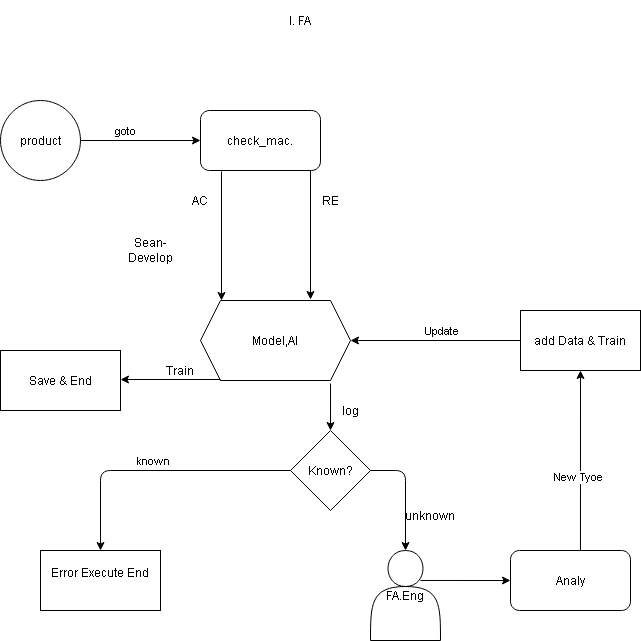 I. FA
goto
product
check_mac.
AC
RE
Sean-
Develop
Update
Model,AI
add Data & Train
Train
Save & End
log
known
Known?
New Tyoe
unknown
Error Execute End
Analy
FA.Eng